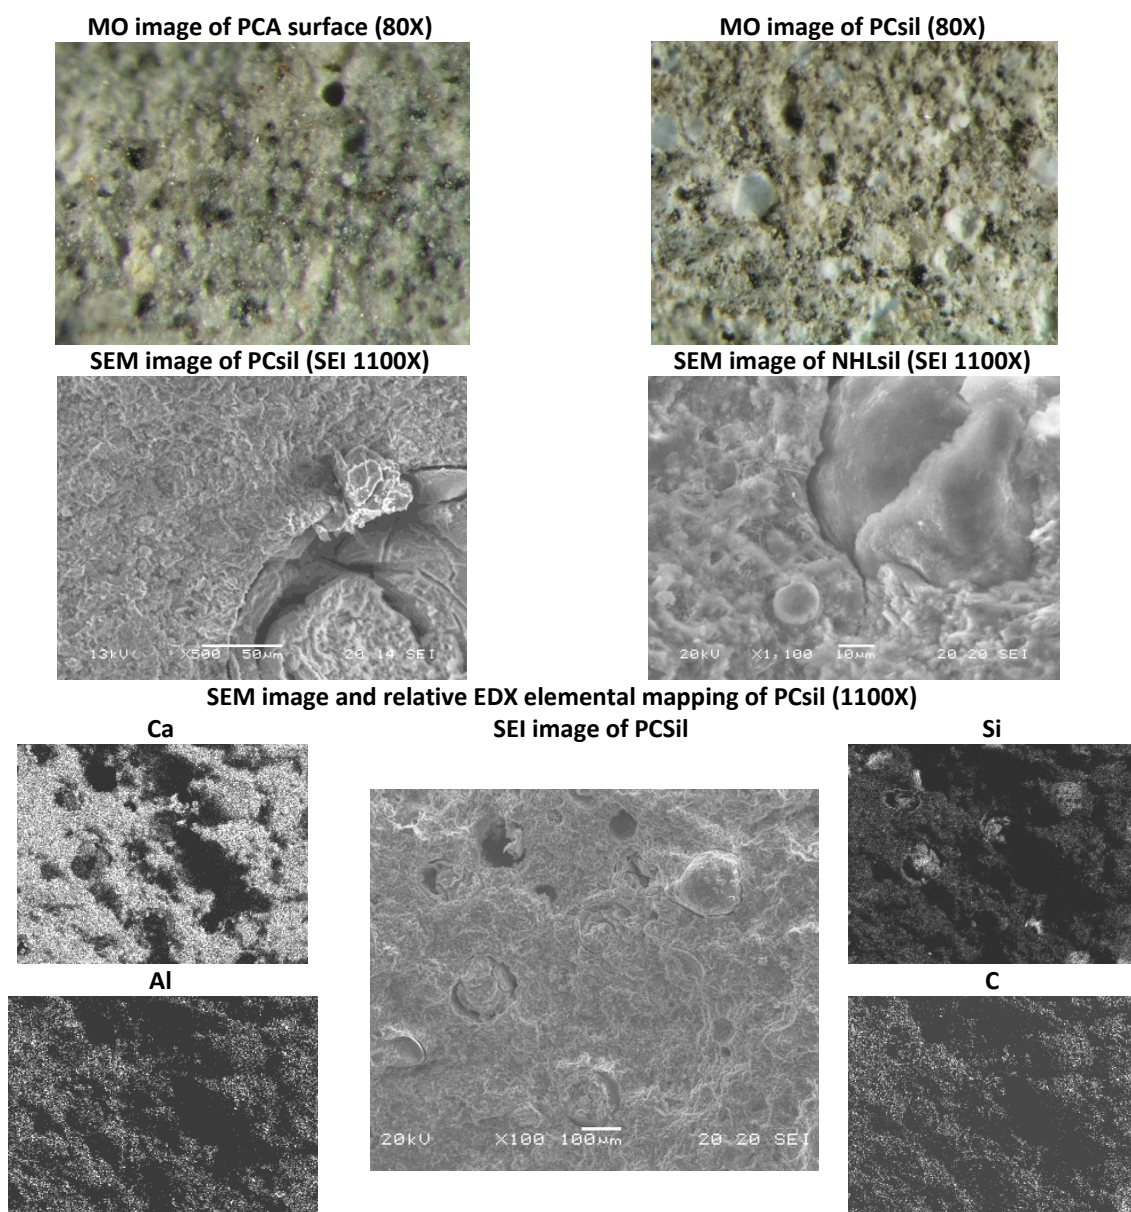 MO image of PCA surface (80X)
MO image of PCsil (80X)
SEM image of PCsil (SEI 1100X)
SEM image of NHLsil (SEI 1100X)
13kV X500 50µm 20 14 SEI
20kV X1,100 10µm 20 20 SEI
SEM image and relative EDX elemental mapping of PCsil (1100X)
Ca
SEI image of PCSil
Si
Al
C
20kV X100 100µm 20 20 SEI